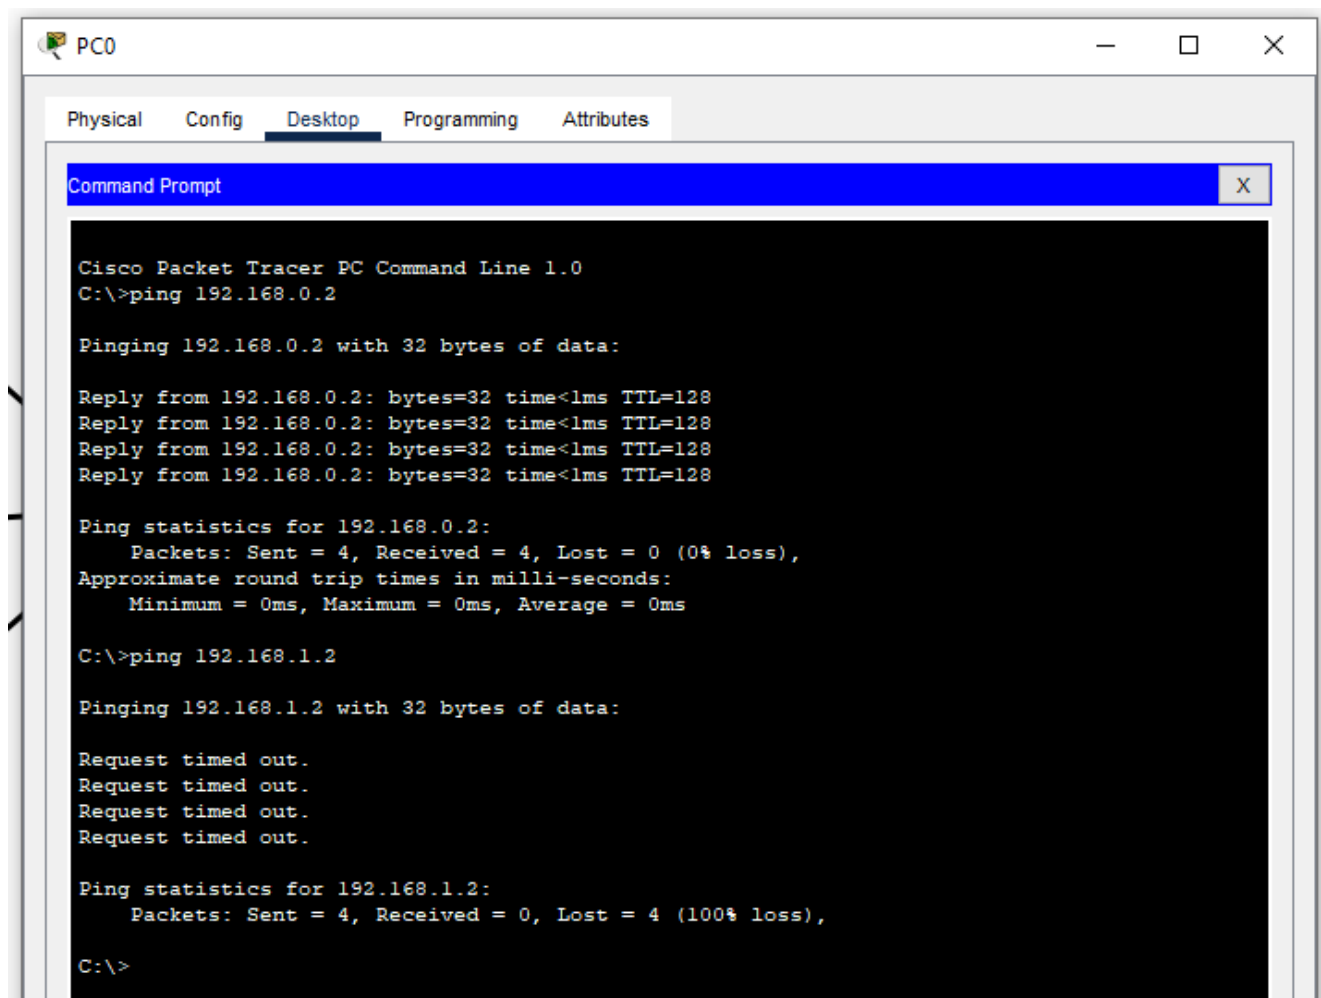 PC0
Physical Config Desktop Programming Attributes
Command Prompt X
Cisco Packet Tracer PC Command Line 1.0
C:\>ping 192.168.0.2
Pinging 192.168.0.2 with 32 bytes of data:
Reply from 192.168.0.2: bytes=32 time<1ms TTL=128
Reply from 192.168.0.2: bytes=32 time<1ms TTL=128
Reply from 192.168.0.2: bytes=32 time<1ms TTL=128
Reply from 192.168.0.2: bytes=32 time<1ms TTL=128
Ping statistics for 192.168.0.2:
Packets: Sent = 4, Received = 4, Lost = 0 (0% loss),
Approximate round trip times in milli-seconds:
Minimum = 0ms, Maximum = 0ms, Average = 0ms
C:\>ping 192.168.1.2
Pinging 192.168.1.2 with 32 bytes of data:
Request timed out.
Request timed out.
Request timed out.
Request timed out.
Ping statistics for 192.168.1.2:
Packets: Sent = 4, Received = 0, Lost = 4 (100% loss),
C:\>